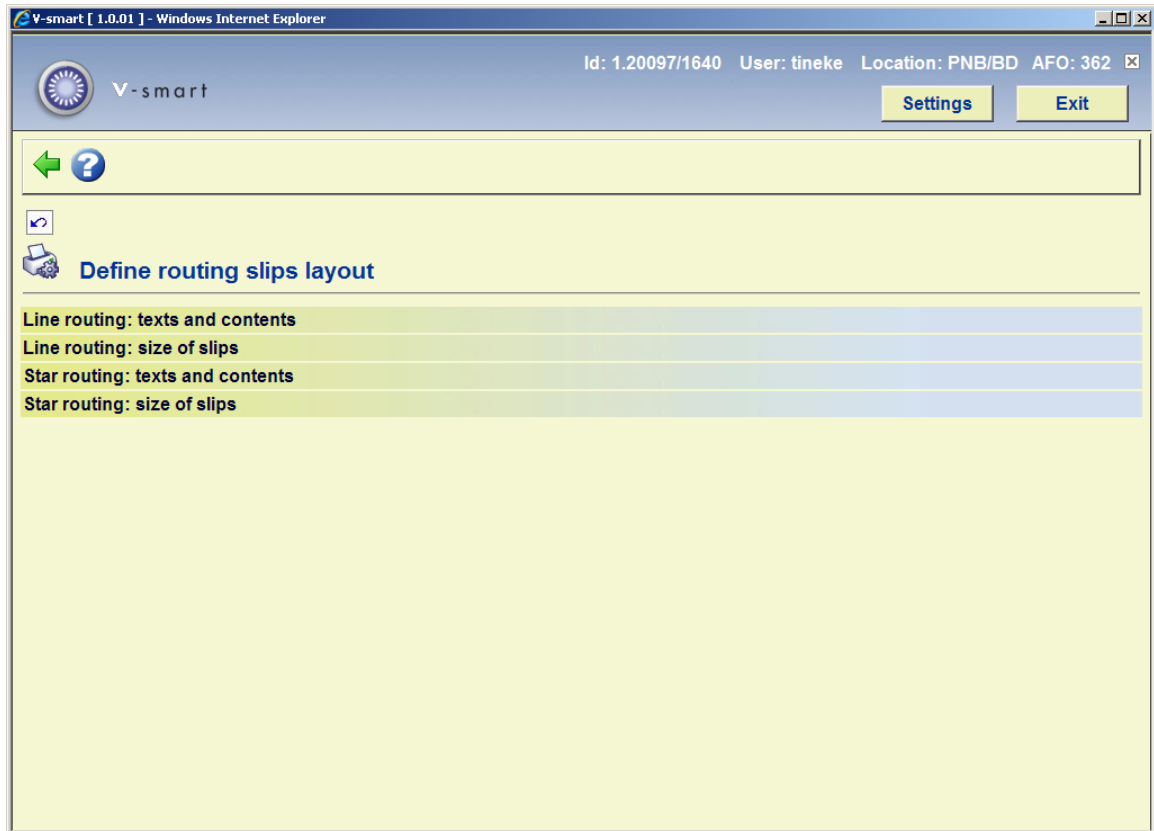 V-smart [ 1.0.01 ] - Windows Internet Explorer
Id: 1.20097/1640 User: tineke Location: PNB/BD AFO: 362
V-smart
Settings Exit
Define routing slips layout
Line routing: texts and contents
Line routing: size of slips
Star routing: texts and contents
Star routing: size of slips